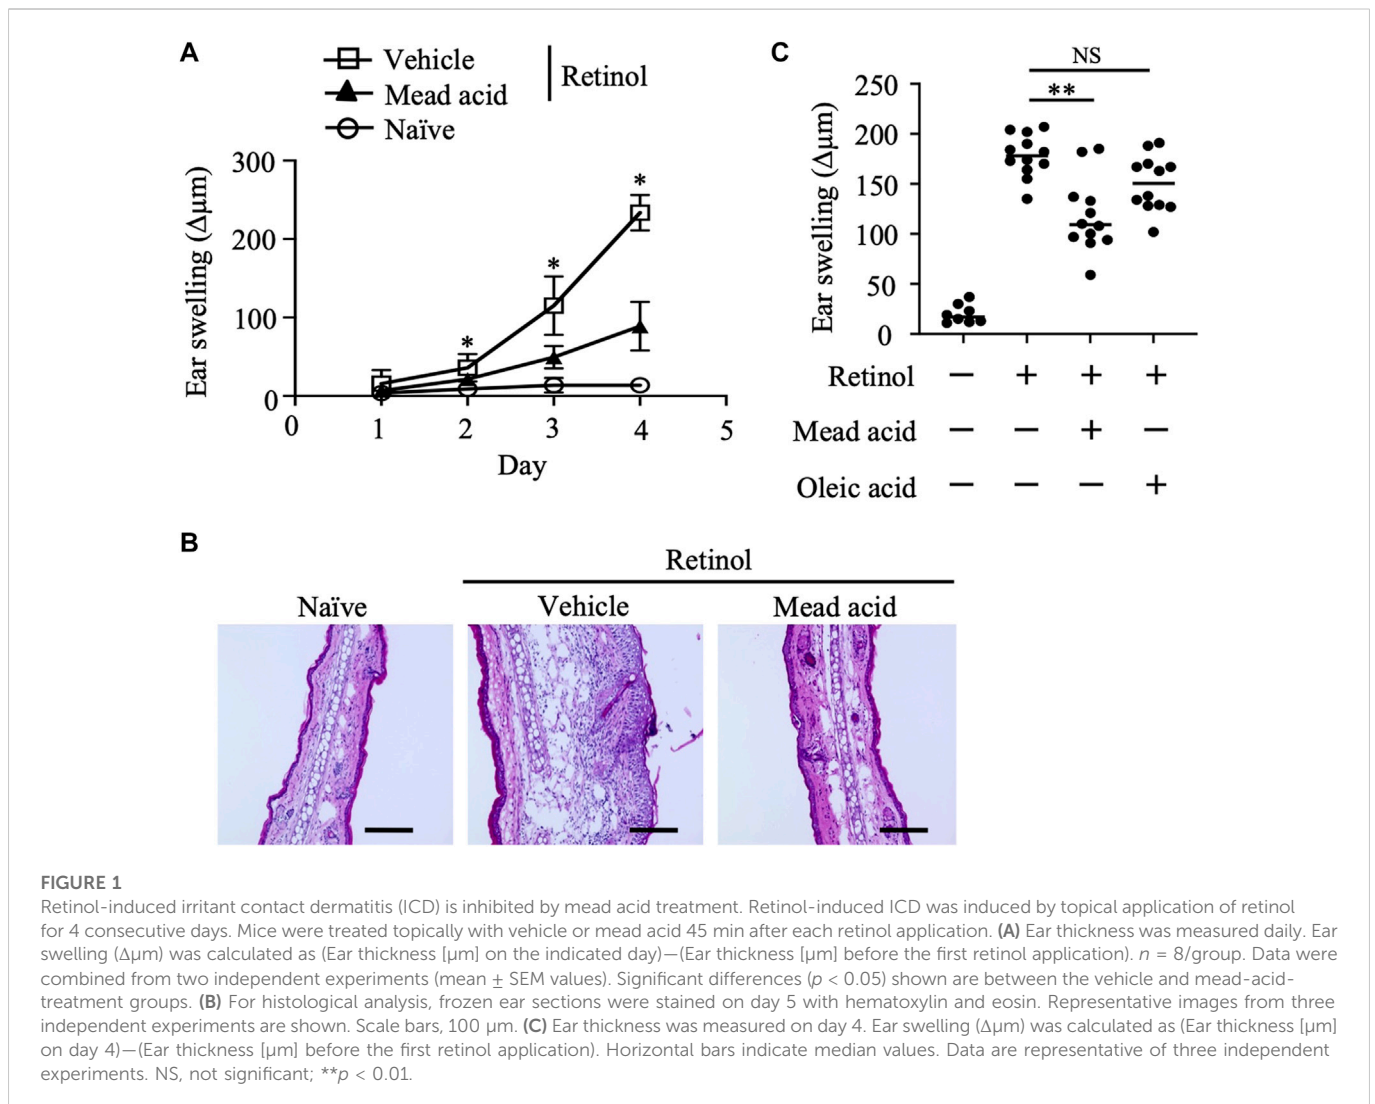 A
Vehicle
Mead acid
Naïve
Retinol
Ear swelling (Δμm)
300
200
100
0
*
*
*
0 1 2 3 4 5
Day
C
NS
**
Ear swelling (Δμm)
250
200
150
100
50
0
Retinol — + + +
Mead acid — — + —
Oleic acid — — — +
B
Retinol
Naïve Vehicle Mead acid
FIGURE 1
Retinol-induced irritant contact dermatitis (ICD) is inhibited by mead acid treatment. Retinol-induced ICD was induced by topical application of retinol
for 4 consecutive days. Mice were treated topically with vehicle or mead acid 45 min after each retinol application. (A) Ear thickness was measured daily. Ear
swelling (Δμm) was calculated as (Ear thickness [μm] on the indicated day)—(Ear thickness [μm] before the first retinol application). n = 8/group. Data were
combined from two independent experiments (mean ± SEM values). Significant differences (p < 0.05) shown are between the vehicle and mead-acid-
treatment groups. (B) For histological analysis, frozen ear sections were stained on day 5 with hematoxylin and eosin. Representative images from three
independent experiments are shown. Scale bars, 100 μm. (C) Ear thickness was measured on day 4. Ear swelling (Δμm) was calculated as (Ear thickness [μm]
on day 4)—(Ear thickness [μm] before the first retinol application). Horizontal bars indicate median values. Data are representative of three independent
experiments. NS, not significant; **p < 0.01.